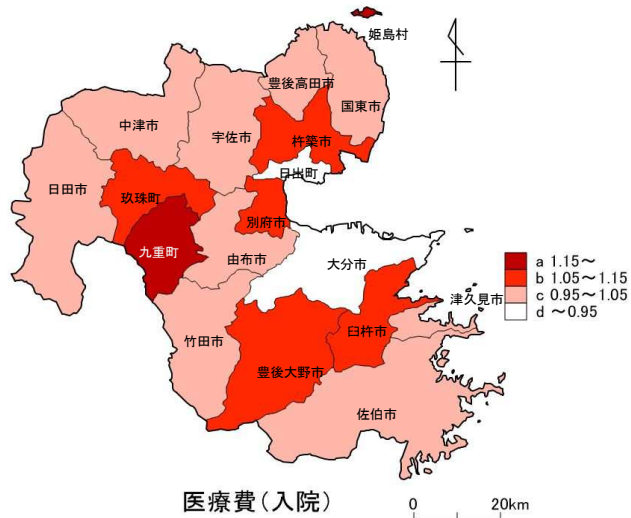 姫島村
豊後高田市
国東市
中津市
宇佐市
杵築市
日出町
日田市
玖珠町
別府市
九重町
由布市
大分市
津久見市
竹田市
臼杵市
豊後大野市
佐伯市
a 1.15～
b 1.05～1.15
c 0.95～1.05
d ～0.95
医療費(入院)
0 20km